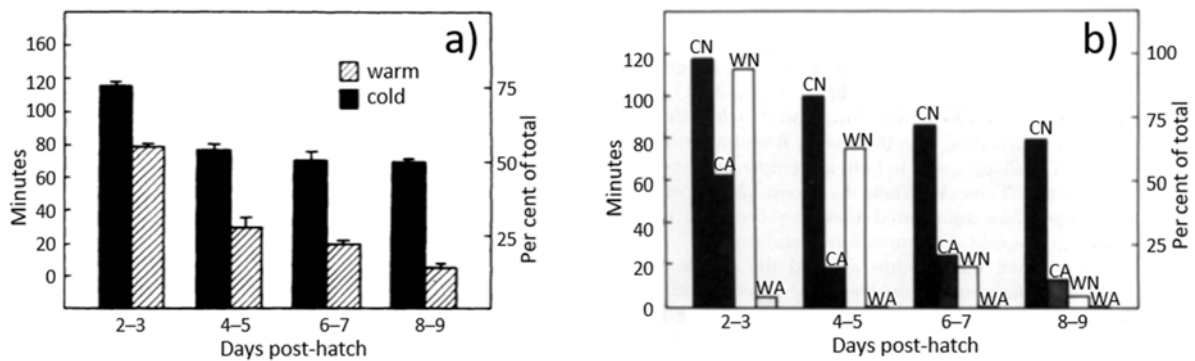 a)
160
120
100
80
60
40
20
0
Minutes
warm
cold
75
50
25
Per cent of total
2–3 4–5 6–7 8–9
Days post-hatch
b)
120
100
80
60
40
20
0
Minutes
CN CA WN WA
CN CA WN WA
CN CA WN WA
CN CA WN WA
100
75
50
25
Per cent of total
2–3 4–5 6–7 8–9
Days post-hatch